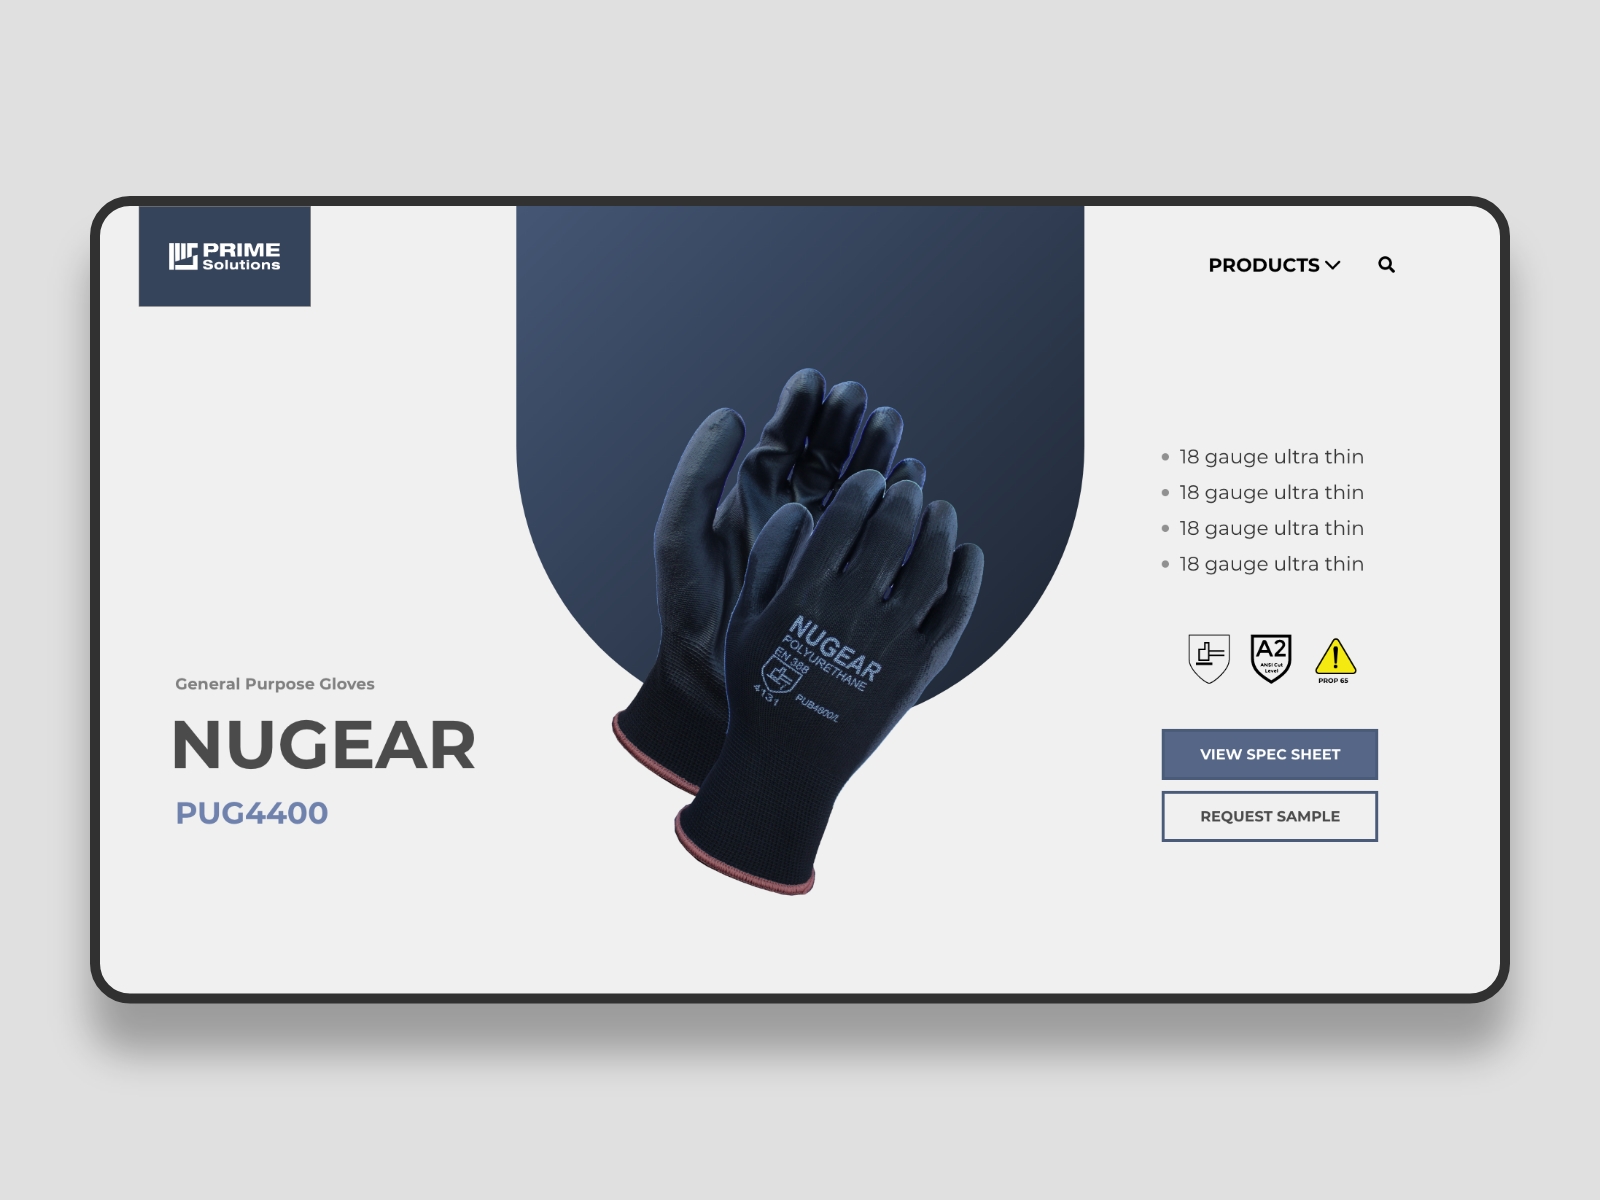 PRIME
Solutions
PRODUCTS
General Purpose Gloves
NUGEAR
PUG4400
NUGEAR
POLYURETHANE
EN 388
4131
PUB4800/L
18 gauge ultra thin
18 gauge ultra thin
18 gauge ultra thin
18 gauge ultra thin
A2
ANSI Cut
Level
PROP 65
VIEW SPEC SHEET
REQUEST SAMPLE